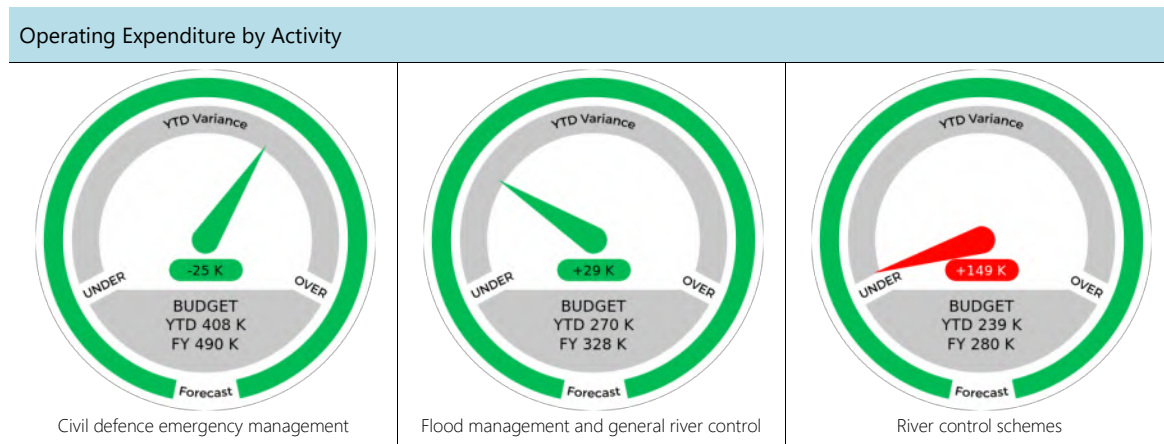 Operating Expenditure by Activity
YTD Variance
-25 K
UNDER
OVER
BUDGET
YTD 408 K
FY 490 K
Forecast
Civil defence emergency management
YTD Variance
+29 K
UNDER
OVER
BUDGET
YTD 270 K
FY 328 K
Forecast
Flood management and general river control
YTD Variance
+149 K
UNDER
OVER
BUDGET
YTD 239 K
FY 280 K
Forecast
River control schemes